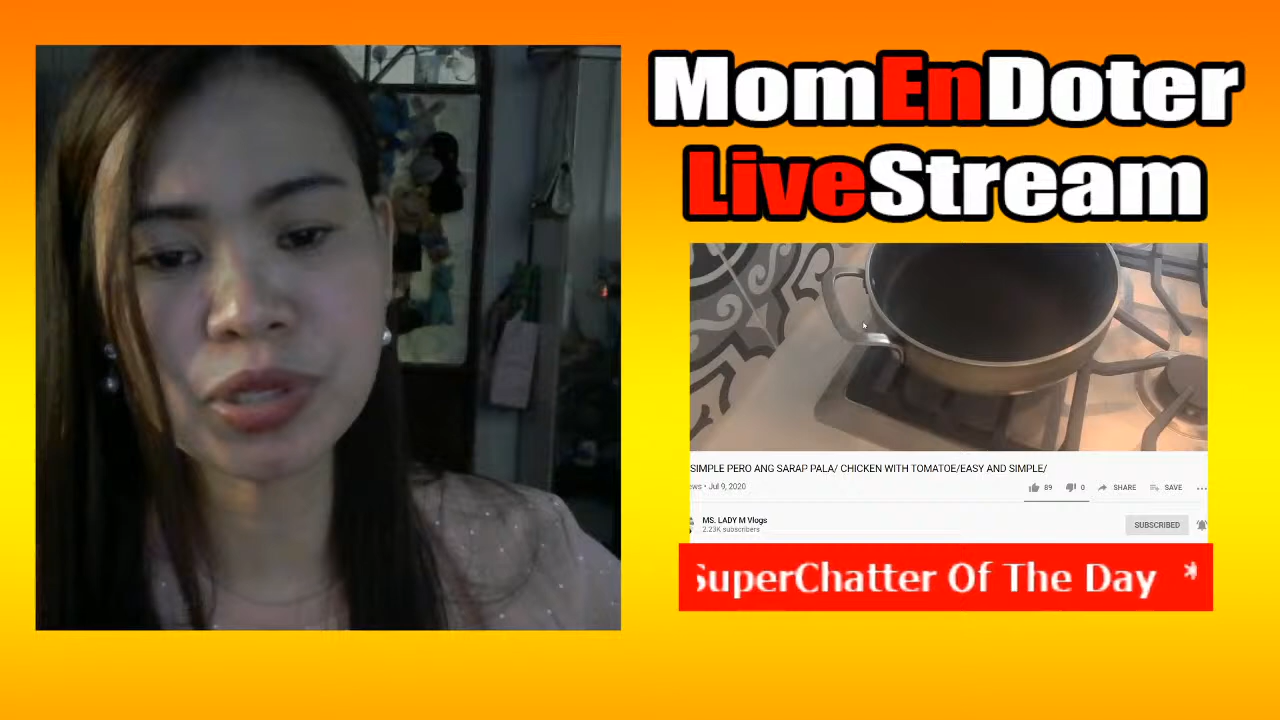 MomEnDoter
LiveStream
SIMPLE PERO ANG SARAP PALA/ CHICKEN WITH TOMATOE/EASY AND SIMPLE/
Jul 9, 2020
89
0
SHARE
SAVE
MS. LADY M Vlogs
2.23K subscribers
SUBSCRIBED
SuperChatter Of The Day *